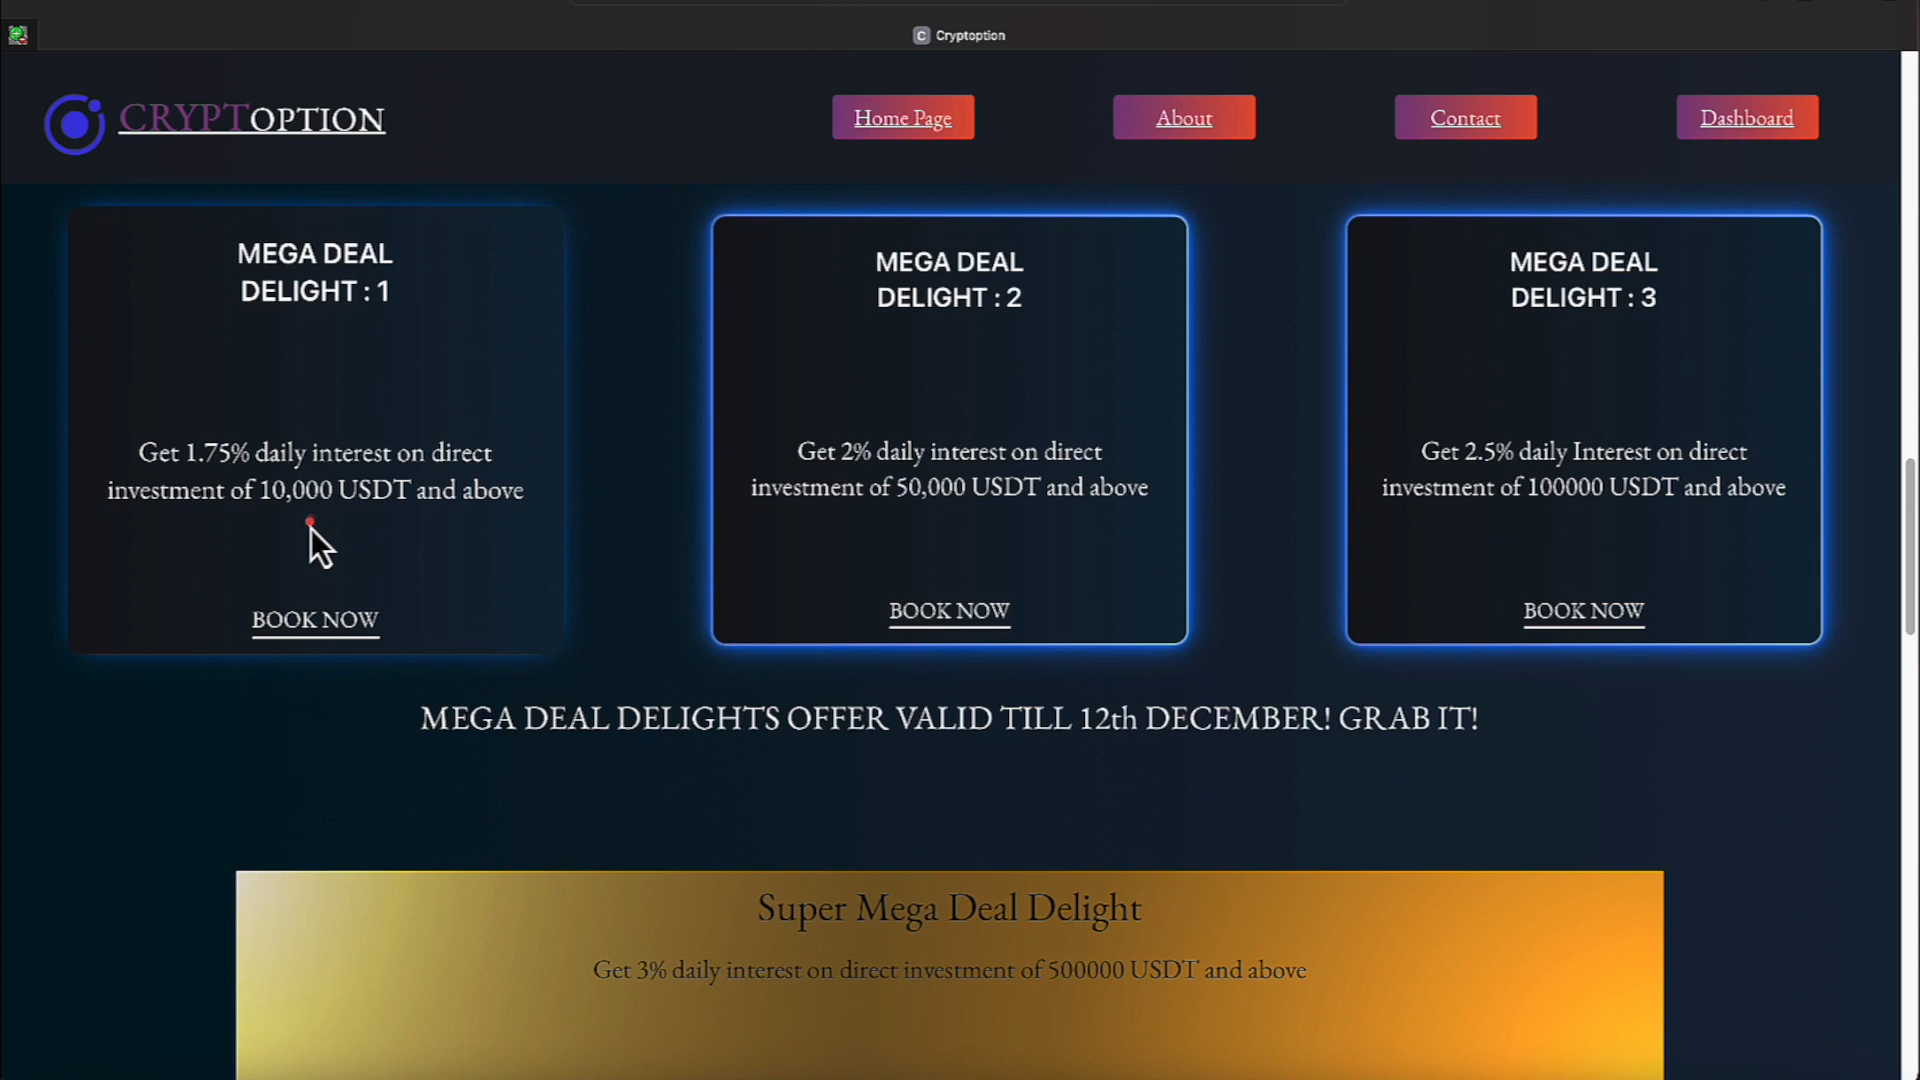 C Cryptoption
CRYPTOPTION
Home Page
About
Contact
Dashboard
MEGA DEAL
DELIGHT : 1
Get 1.75% daily interest on direct
investment of 10,000 USDT and above
BOOK NOW
MEGA DEAL
DELIGHT : 2
Get 2% daily interest on direct
investment of 50,000 USDT and above
BOOK NOW
MEGA DEAL
DELIGHT : 3
Get 2.5% daily Interest on direct
investment of 100000 USDT and above
BOOK NOW
MEGA DEAL DELIGHTS OFFER VALID TILL 12th DECEMBER! GRAB IT!
Super Mega Deal Delight
Get 3% daily interest on direct investment of 500000 USDT and above